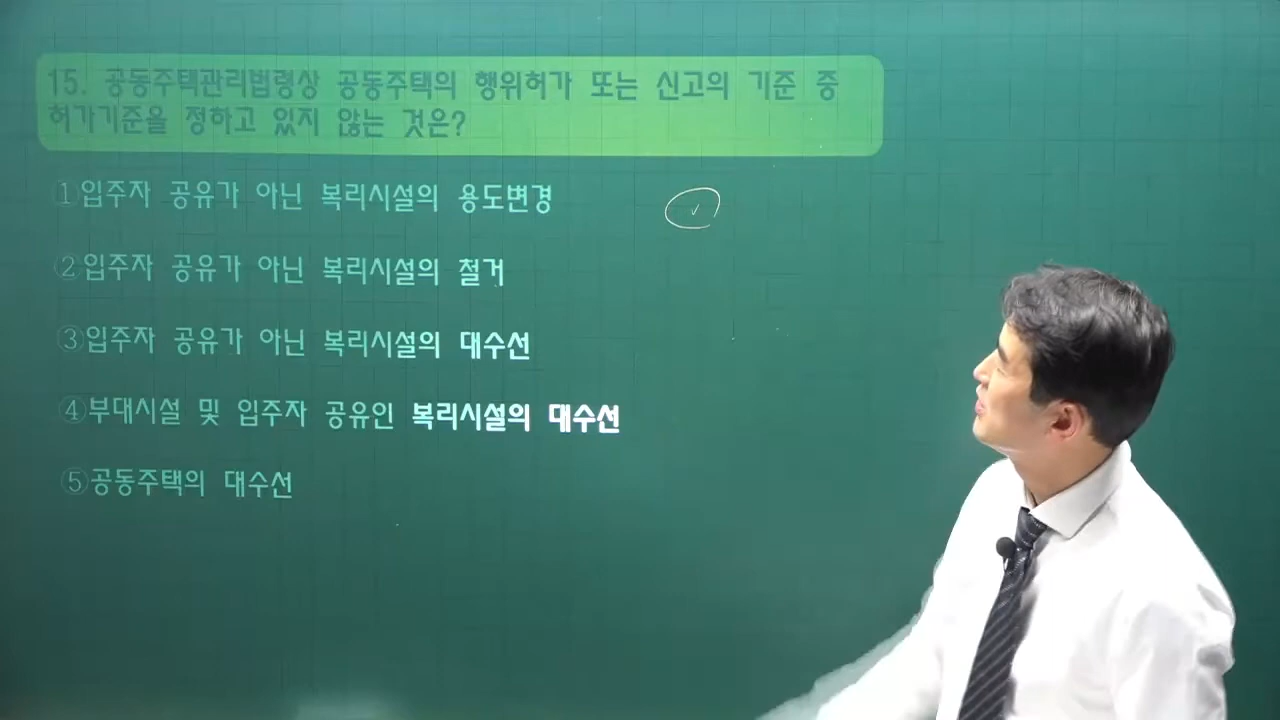 15. 공동주택관리법령상 공동주택의 행위허가 또는 신고의 기준 중
허가기준을 정하고 있지 않는 것은?
①입주자 공유가 아닌 복리시설의 용도변경
②입주자 공유가 아닌 복리시설의 철거
③입주자 공유가 아닌 복리시설의 대수선
④부대시설 및 입주자 공유인 복리시설의 대수선
⑤공동주택의 대수선